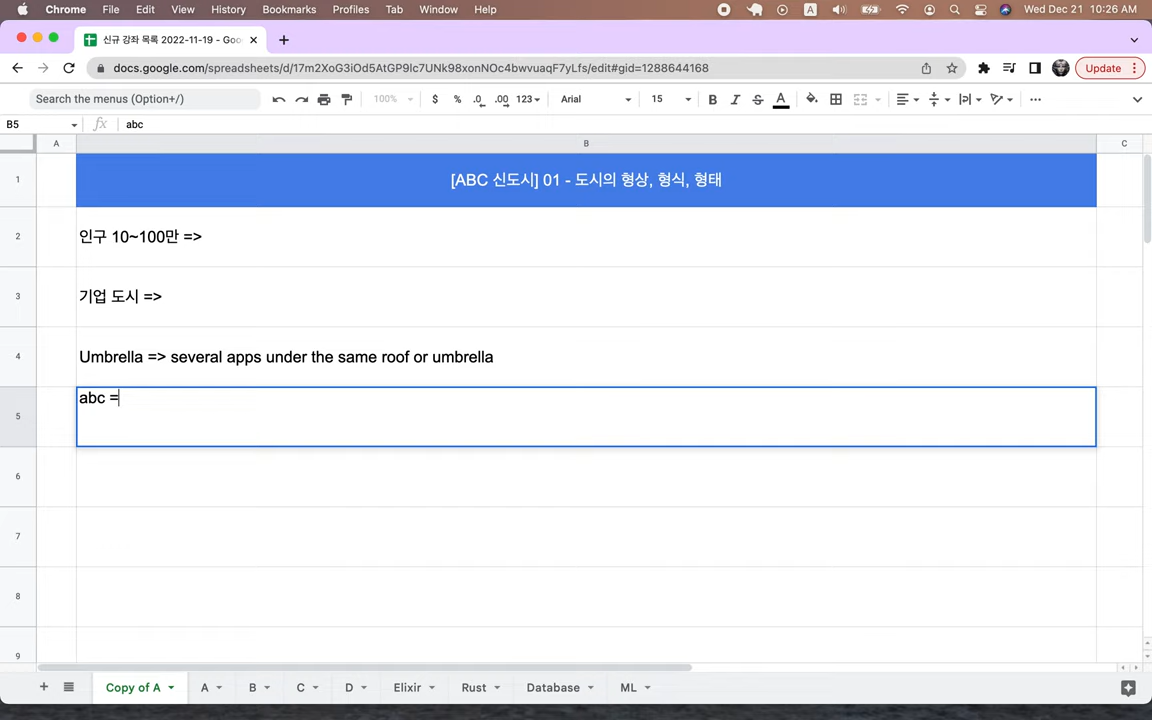 Chrome File Edit View History Bookmarks Profiles Tab Window Help A Wed Dec 21 10:26 AM
신규 강좌 목록 2022-11-19 - Goo
docs.google.com/spreadsheets/d/17m2XoG3iOd5AtGP9lc7UNk98xonNOc4bwvuaqF7yLfs/edit#gid=1288644168 Update
Search the menus (Option+/) 100% $ % .0 .00 123 Arial 15 B I S A
B5 fx abc
A B C
1 [ABC 신도시] 01 - 도시의 형상, 형식, 형태
2 인구 10~100만 =>
3 기업 도시 =>
4 Umbrella => several apps under the same roof or umbrella
5 abc =
6
7
8
9
Copy of A A B C D Elixir Rust Database ML